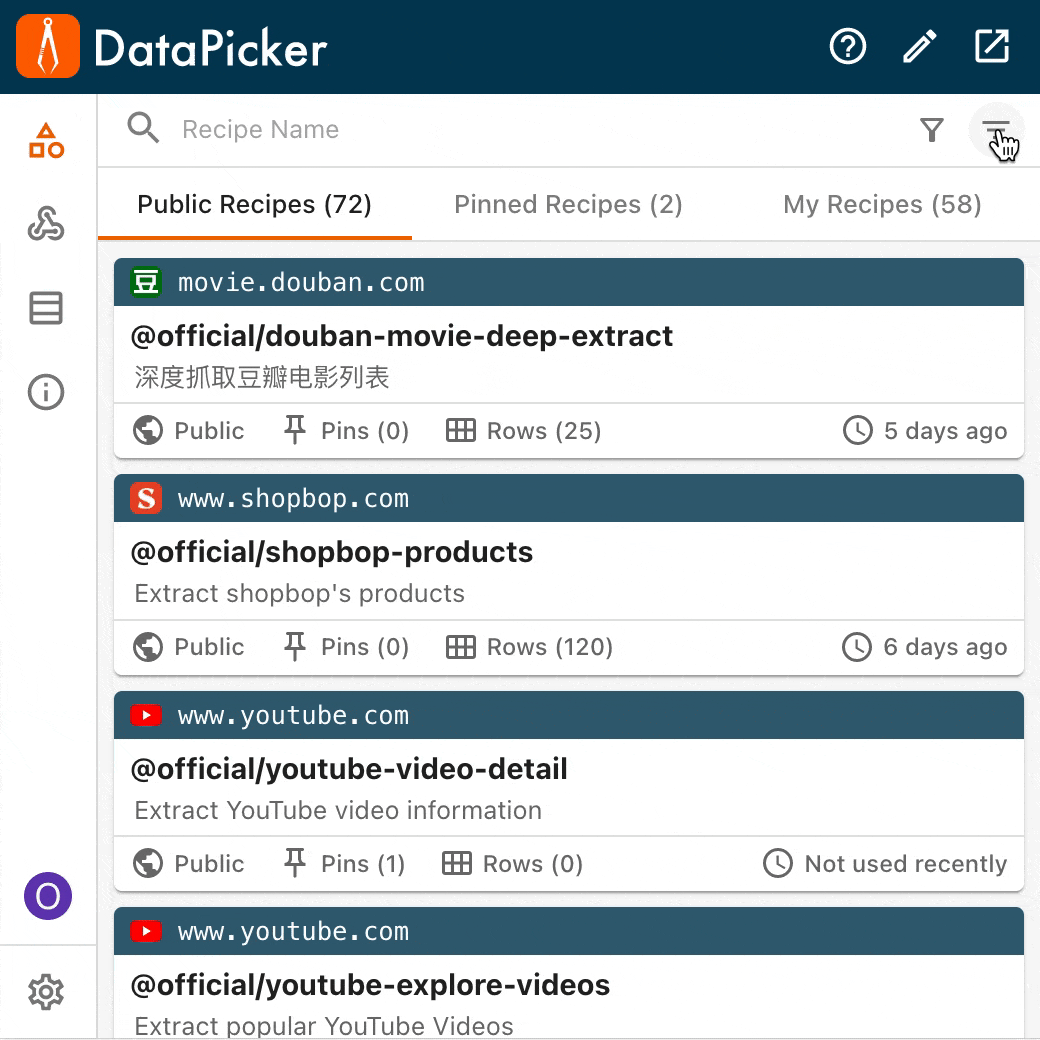 DataPicker
Recipe Name
Public Recipes (72) Pinned Recipes (2) My Recipes (58)
豆 movie.douban.com
@official/douban-movie-deep-extract
深度抓取豆瓣电影列表
Public Pins (0) Rows (25) 5 days ago
S www.shopbop.com
@official/shopbop-products
Extract shopbop's products
Public Pins (0) Rows (120) 6 days ago
www.youtube.com
@official/youtube-video-detail
Extract YouTube video information
Public Pins (1) Rows (0) Not used recently
O
www.youtube.com
@official/youtube-explore-videos
Extract popular YouTube Videos